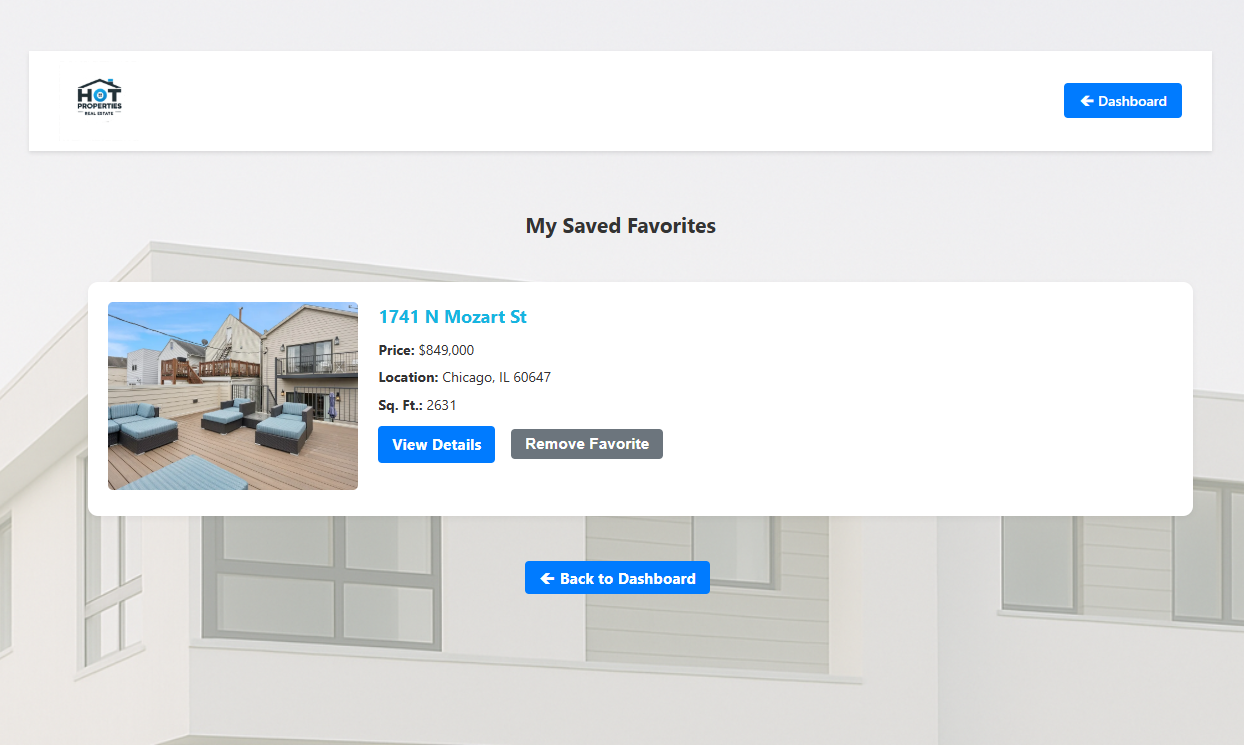 HOT
PROPERTIES
REAL ESTATE
← Dashboard
My Saved Favorites
1741 N Mozart St
Price: $849,000
Location: Chicago, IL 60647
Sq. Ft.: 2631
View Details
Remove Favorite
← Back to Dashboard